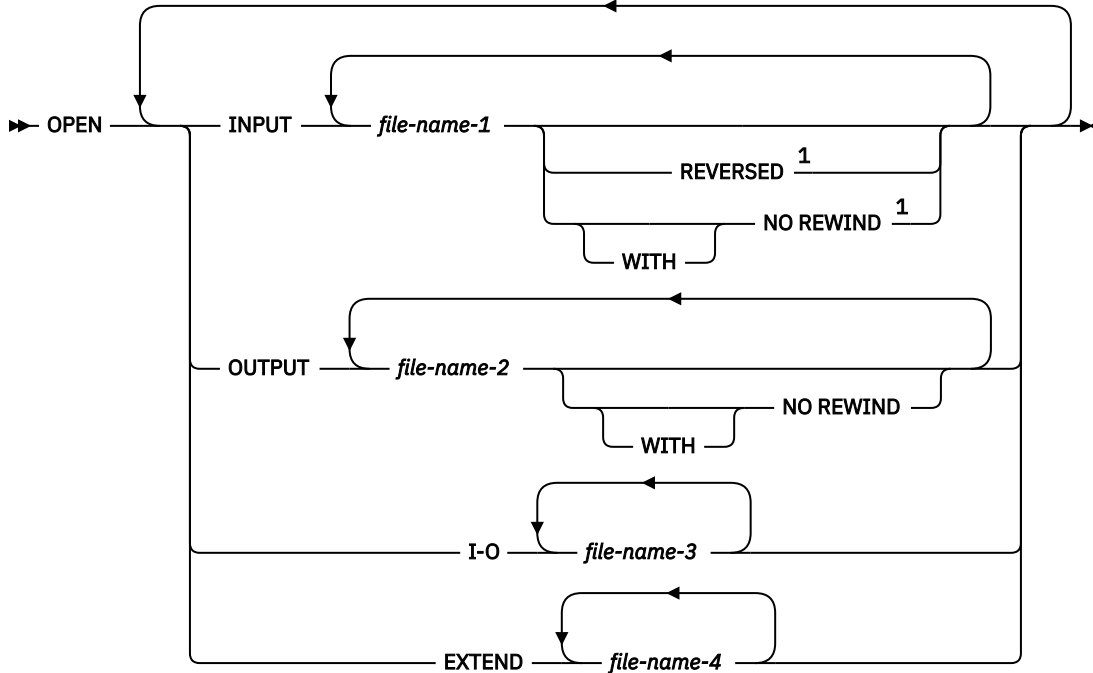 OPEN INPUT file-name-1
REVERSED 1
NO REWIND 1
WITH
OUTPUT file-name-2
NO REWIND
WITH
I-O file-name-3
EXTEND file-name-4